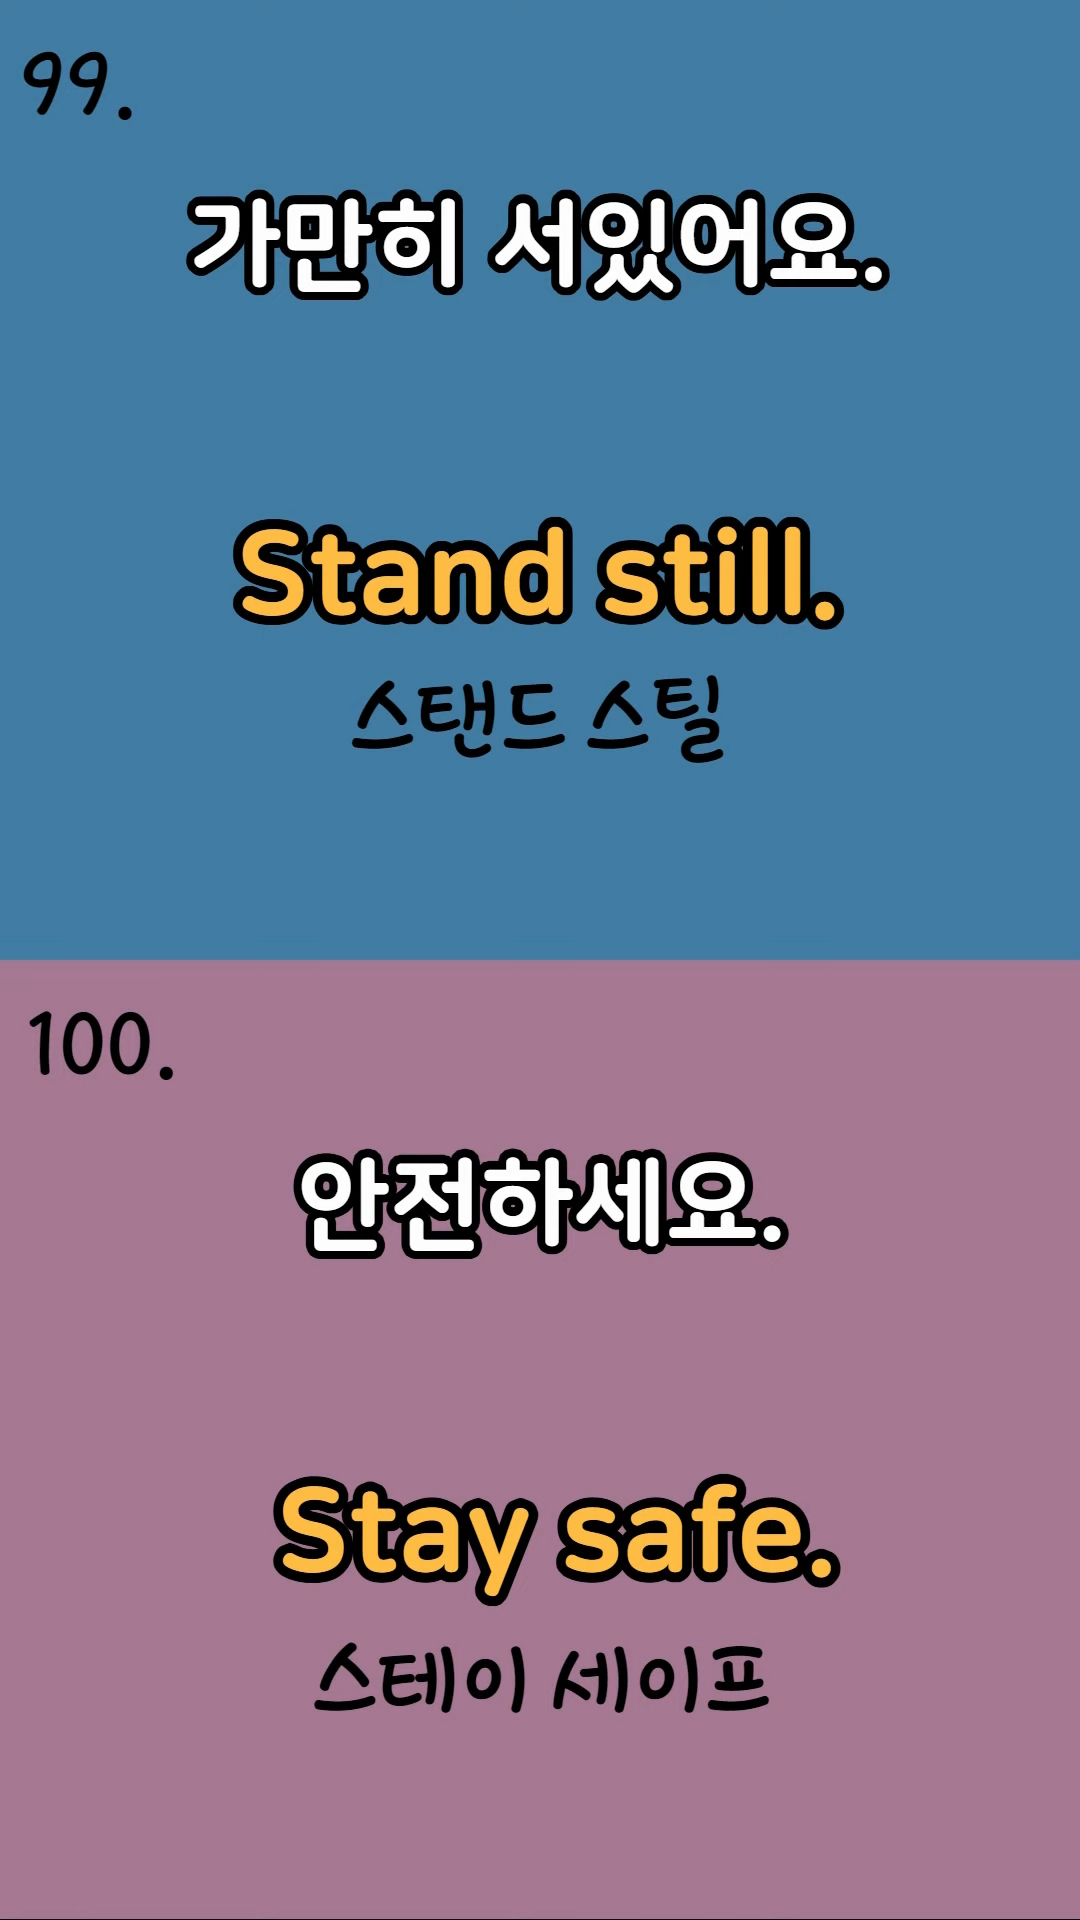 99.
가만히 서있어요.
Stand still.
스탠드 스틸
100.
안전하세요.
Stay safe.
스테이 세이프